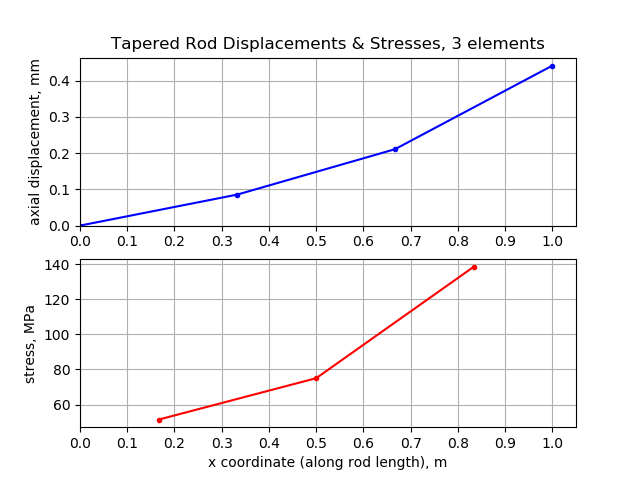 Tapered Rod Displacements & Stresses, 3 elements
axial displacement, mm
0.4
0.3
0.2
0.1
0.0
0.0 0.1 0.2 0.3 0.4 0.5 0.6 0.7 0.8 0.9 1.0
stress, MPa
140
120
100
80
60
0.0 0.1 0.2 0.3 0.4 0.5 0.6 0.7 0.8 0.9 1.0
x coordinate (along rod length), m